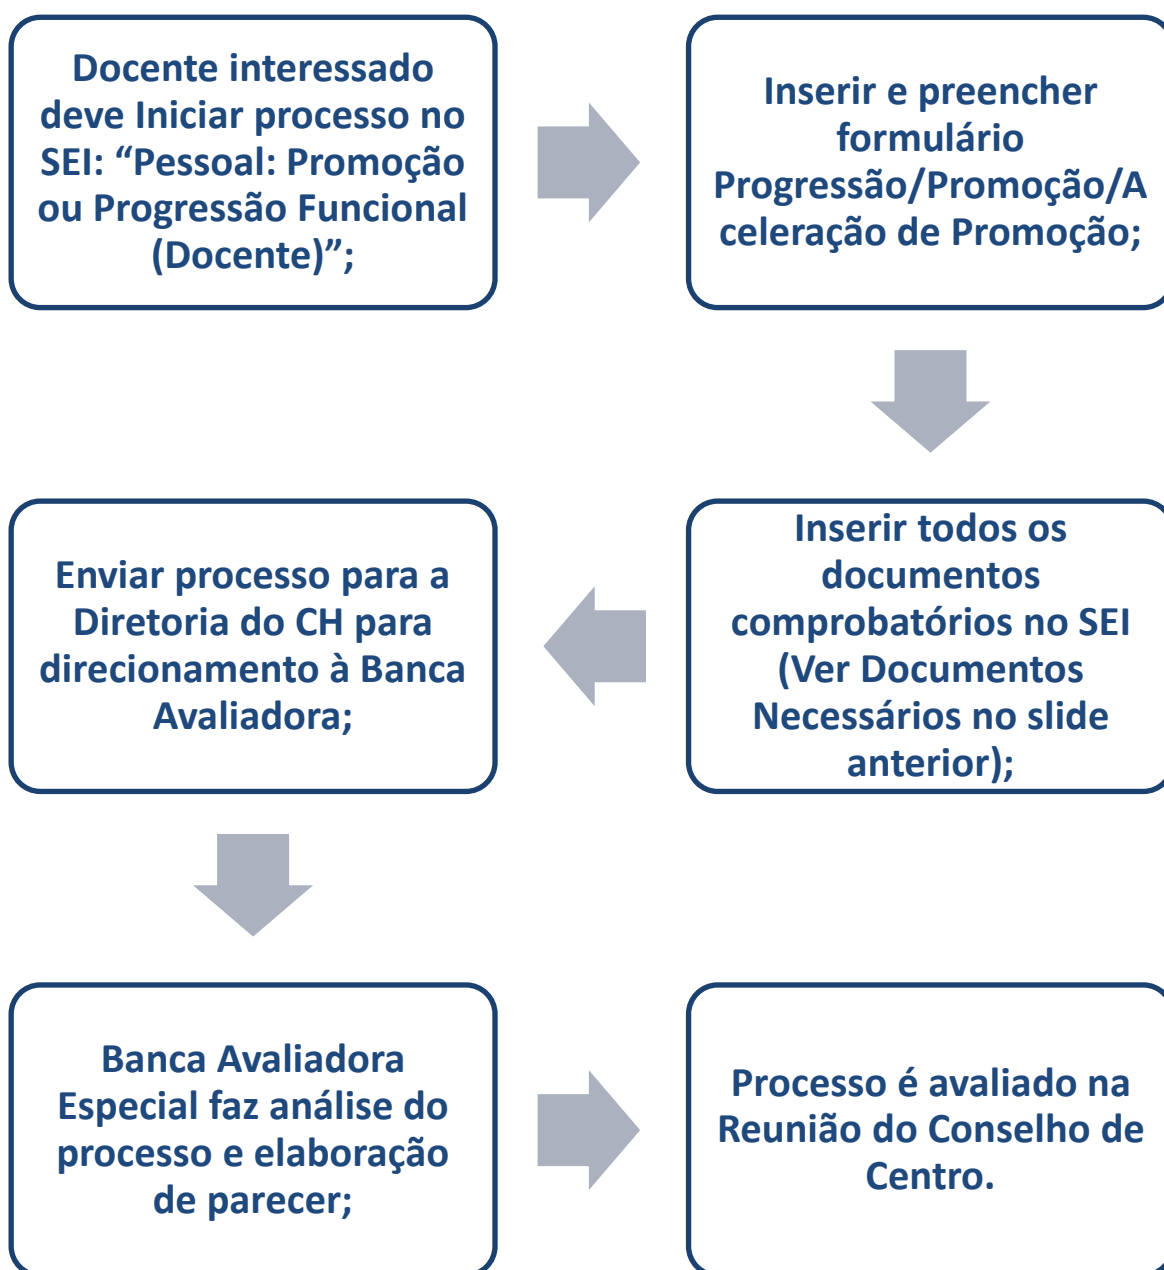 Docente interessado
deve Iniciar processo no
SEI: “Pessoal: Promoção
ou Progressão Funcional
(Docente)”;
Inserir e preencher
formulário
Progressão/Promoção/A
celeração de Promoção;
Inserir todos os
documentos
comprobatórios no SEI
(Ver Documentos
Necessários no slide
anterior);
Enviar processo para a
Diretoria do CH para
direcionamento à Banca
Avaliadora;
Banca Avaliadora
Especial faz análise do
processo e elaboração
de parecer;
Processo é avaliado na
Reunião do Conselho de
Centro.